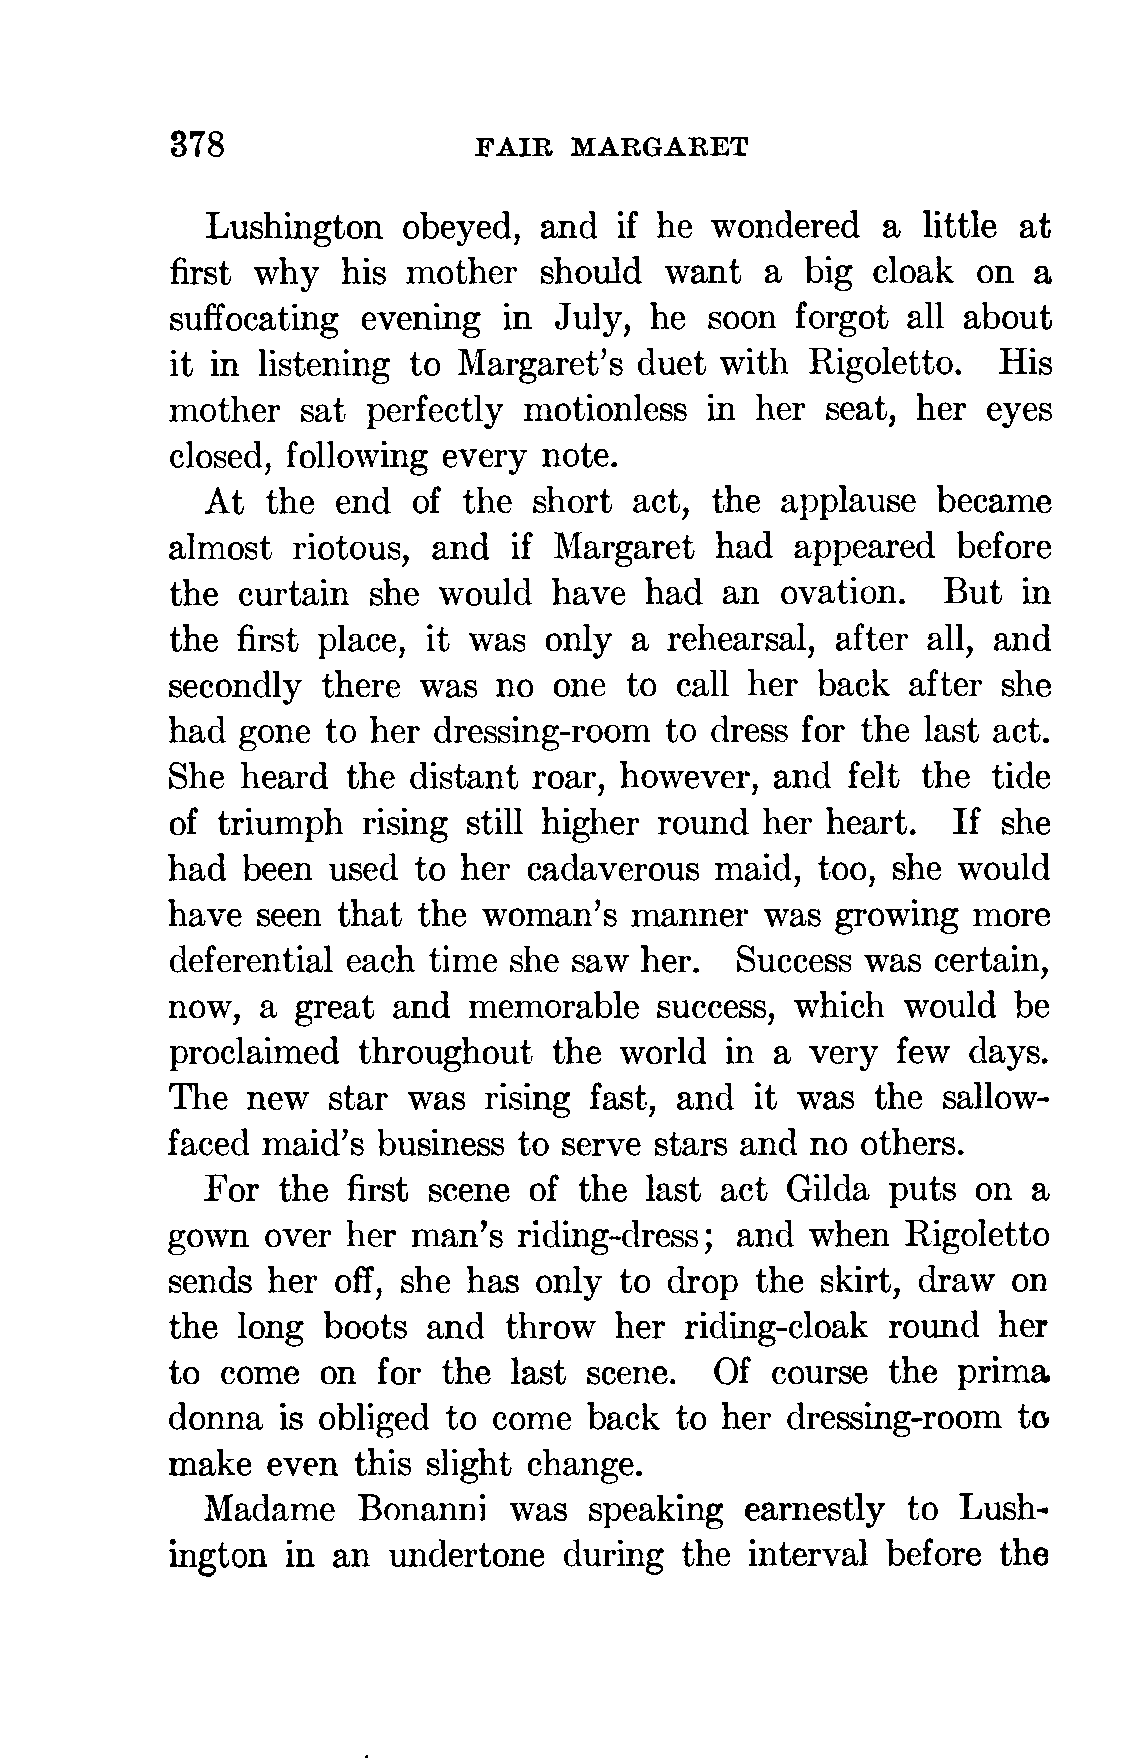 378 FAIR MARGARET
Lushington obeyed, and if he wondered a little at
first why his mother should want a big cloak on a
suffocating evening in July, he soon forgot all about
it in listening to Margaret's duet with Rigoletto. His
mother sat perfectly motionless in her seat, her eyes
closed, following every note.
At the end of the short act, the applause became
almost riotous, and if Margaret had appeared before
the curtain she would have had an ovation. But in
the first place, it was only a rehearsal, after all, and
secondly there was no one to call her back after she
had gone to her dressing-room to dress for the last act.
She heard the distant roar, however, and felt the tide
of triumph rising still higher round her heart. If she
had been used to her cadaverous maid, too, she would
have seen that the woman's manner was growing more
deferential each time she saw her. Success was certain,
now, a great and memorable success, which would be
proclaimed throughout the world in a very few days.
The new star was rising fast, and it was the sallow-
faced maid's business to serve stars and no others.
For the first scene of the last act Gilda puts on a
gown over her man's riding-dress; and when Rigoletto
sends her off, she has only to drop the skirt, draw on
the long boots and throw her riding-cloak round her
to come on for the last scene. Of course the prima
donna is obliged to come back to her dressing-room to
make even this slight change.
Madame Bonanni was speaking earnestly to Lush-
ington in an undertone during the interval before the